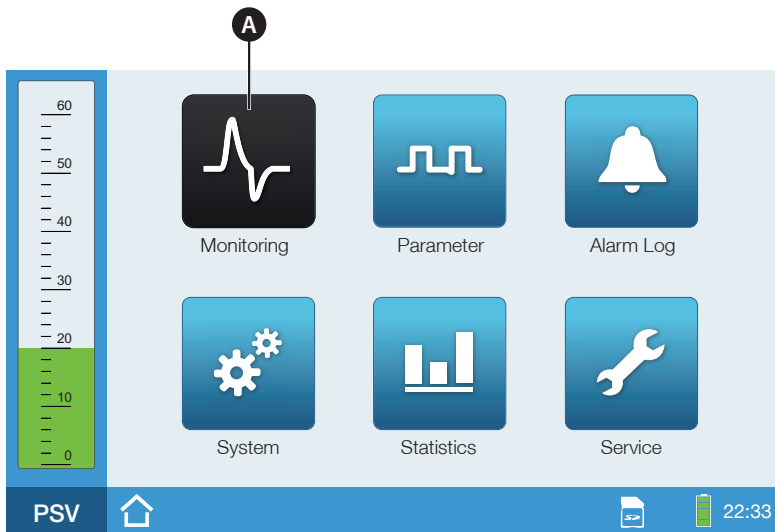 A
60
50
40
30
20
10
0
Monitoring
Parameter
Alarm Log
System
Statistics
Service
PSV
SD
22:33